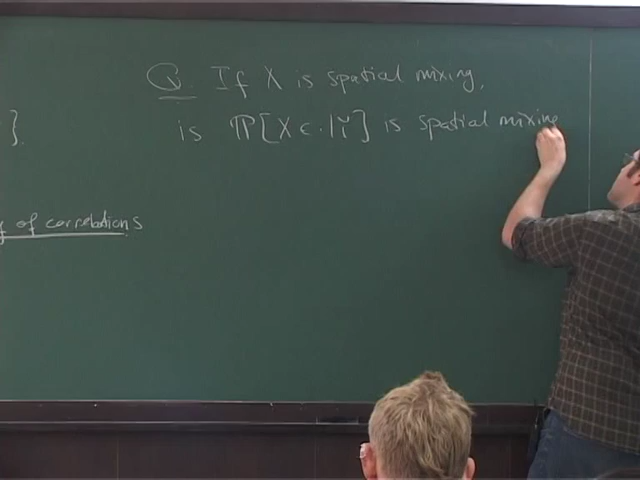 Q If X is spatial mixing,
is ℙ[X ∈ · | Y] is spatial mixing
}.
y of correlations